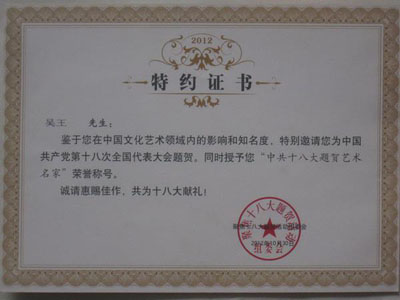 2012
特约证书
吴王 先生:
鉴于您在中国文化艺术领域内的影响和知名度，特别邀请您为中国
共产党第十八次全国代表大会题贺。同时授予您"中共十八大题贺艺术
名家"荣誉称号。
诚请惠赐佳作，共为十八大献礼！